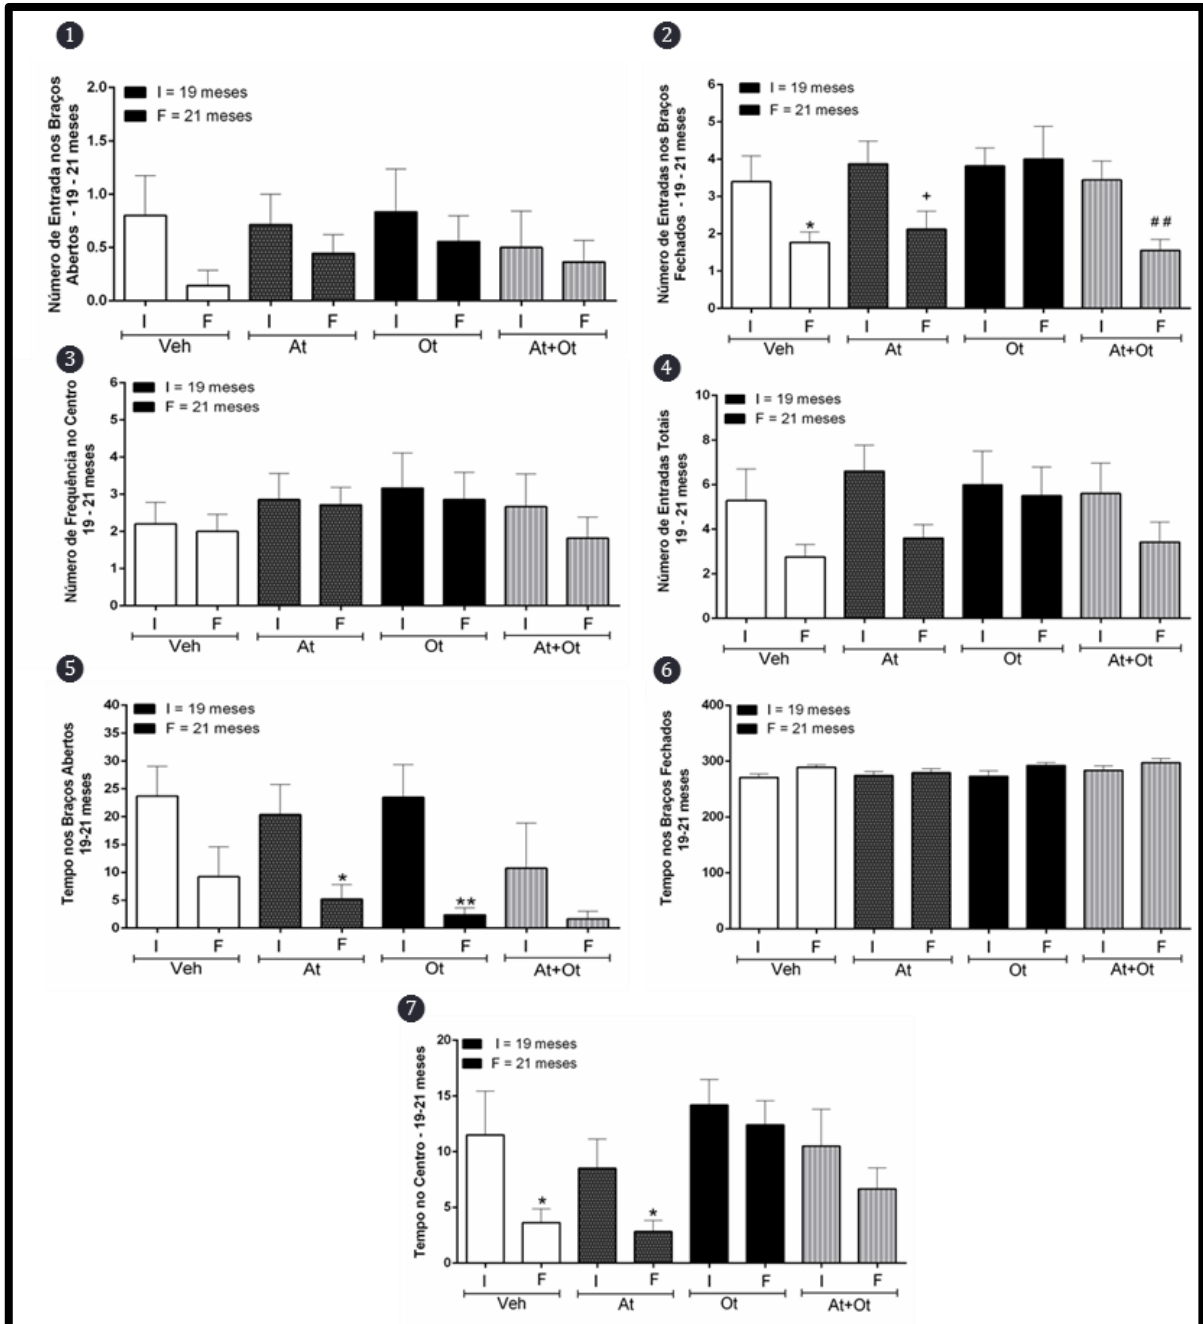 1
Número de Entrada nos Braços
Abertos - 19 - 21 meses
2.0
1.5
1.0
0.5
0.0
I = 19 meses
F = 21 meses
I F I F I F I F
Veh At Ot At+Ot
2
Número de Entradas nos Braços
Fechados - 19 - 21 meses
6
5
4
3
2
1
0
I = 19 meses
F = 21 meses
* + ##
I F I F I F I F
Veh At Ot At+Ot
3
Número de Frequência no Centro
19 - 21 meses
6
5
4
3
2
1
0
I = 19 meses
F = 21 meses
I F I F I F I F
Veh At Ot At+Ot
4
Número de Entradas Totais
19 - 21 meses
10
8
6
4
2
0
I = 19 meses
F = 21 meses
I F I F I F I F
Veh At Ot At+Ot
5
Tempo nos Braços Abertos
19-21 meses
40
35
30
25
20
15
10
5
0
I = 19 meses
F = 21 meses
* **
I F I F I F I F
Veh At Ot At+Ot
6
Tempo nos Braços Fechados
19-21 meses
400
300
200
100
0
I = 19 meses
F = 21 meses
I F I F I F I F
Veh At Ot At+Ot
7
Tempo no Centro - 19-21 meses
20
15
10
5
0
I = 19 meses
F = 21 meses
* *
I F I F I F I F
Veh At Ot At+Ot